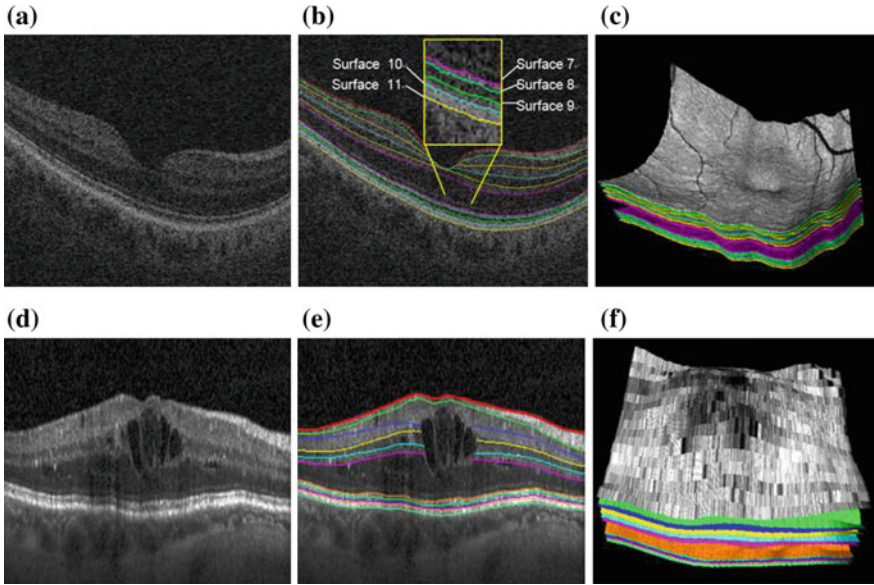 (a)
(b)
(c)
Surface 10
Surface 7
Surface 11
Surface 8
Surface 9
(d)
(e)
(f)